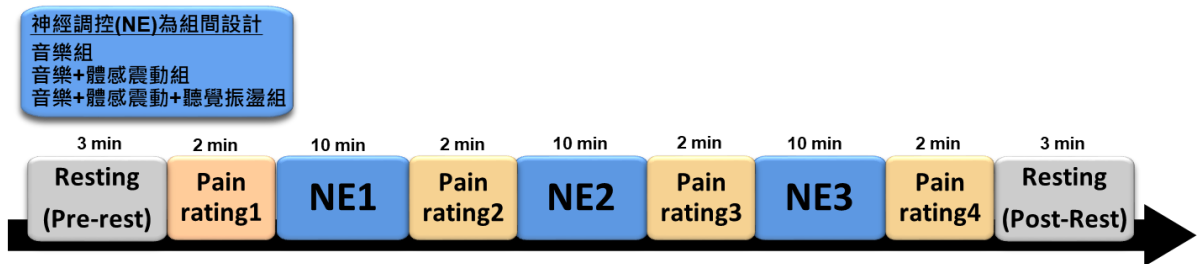 神經調控(NE)為組間設計
音樂組
音樂+體感震動組
音樂+體感震動+聽覺振盪組
3 min
2 min
10 min
2 min
10 min
2 min
10 min
2 min
3 min
Resting
(Pre-rest)
Pain
rating1
NE1
Pain
rating2
NE2
Pain
rating3
NE3
Pain
rating4
Resting
(Post-Rest)